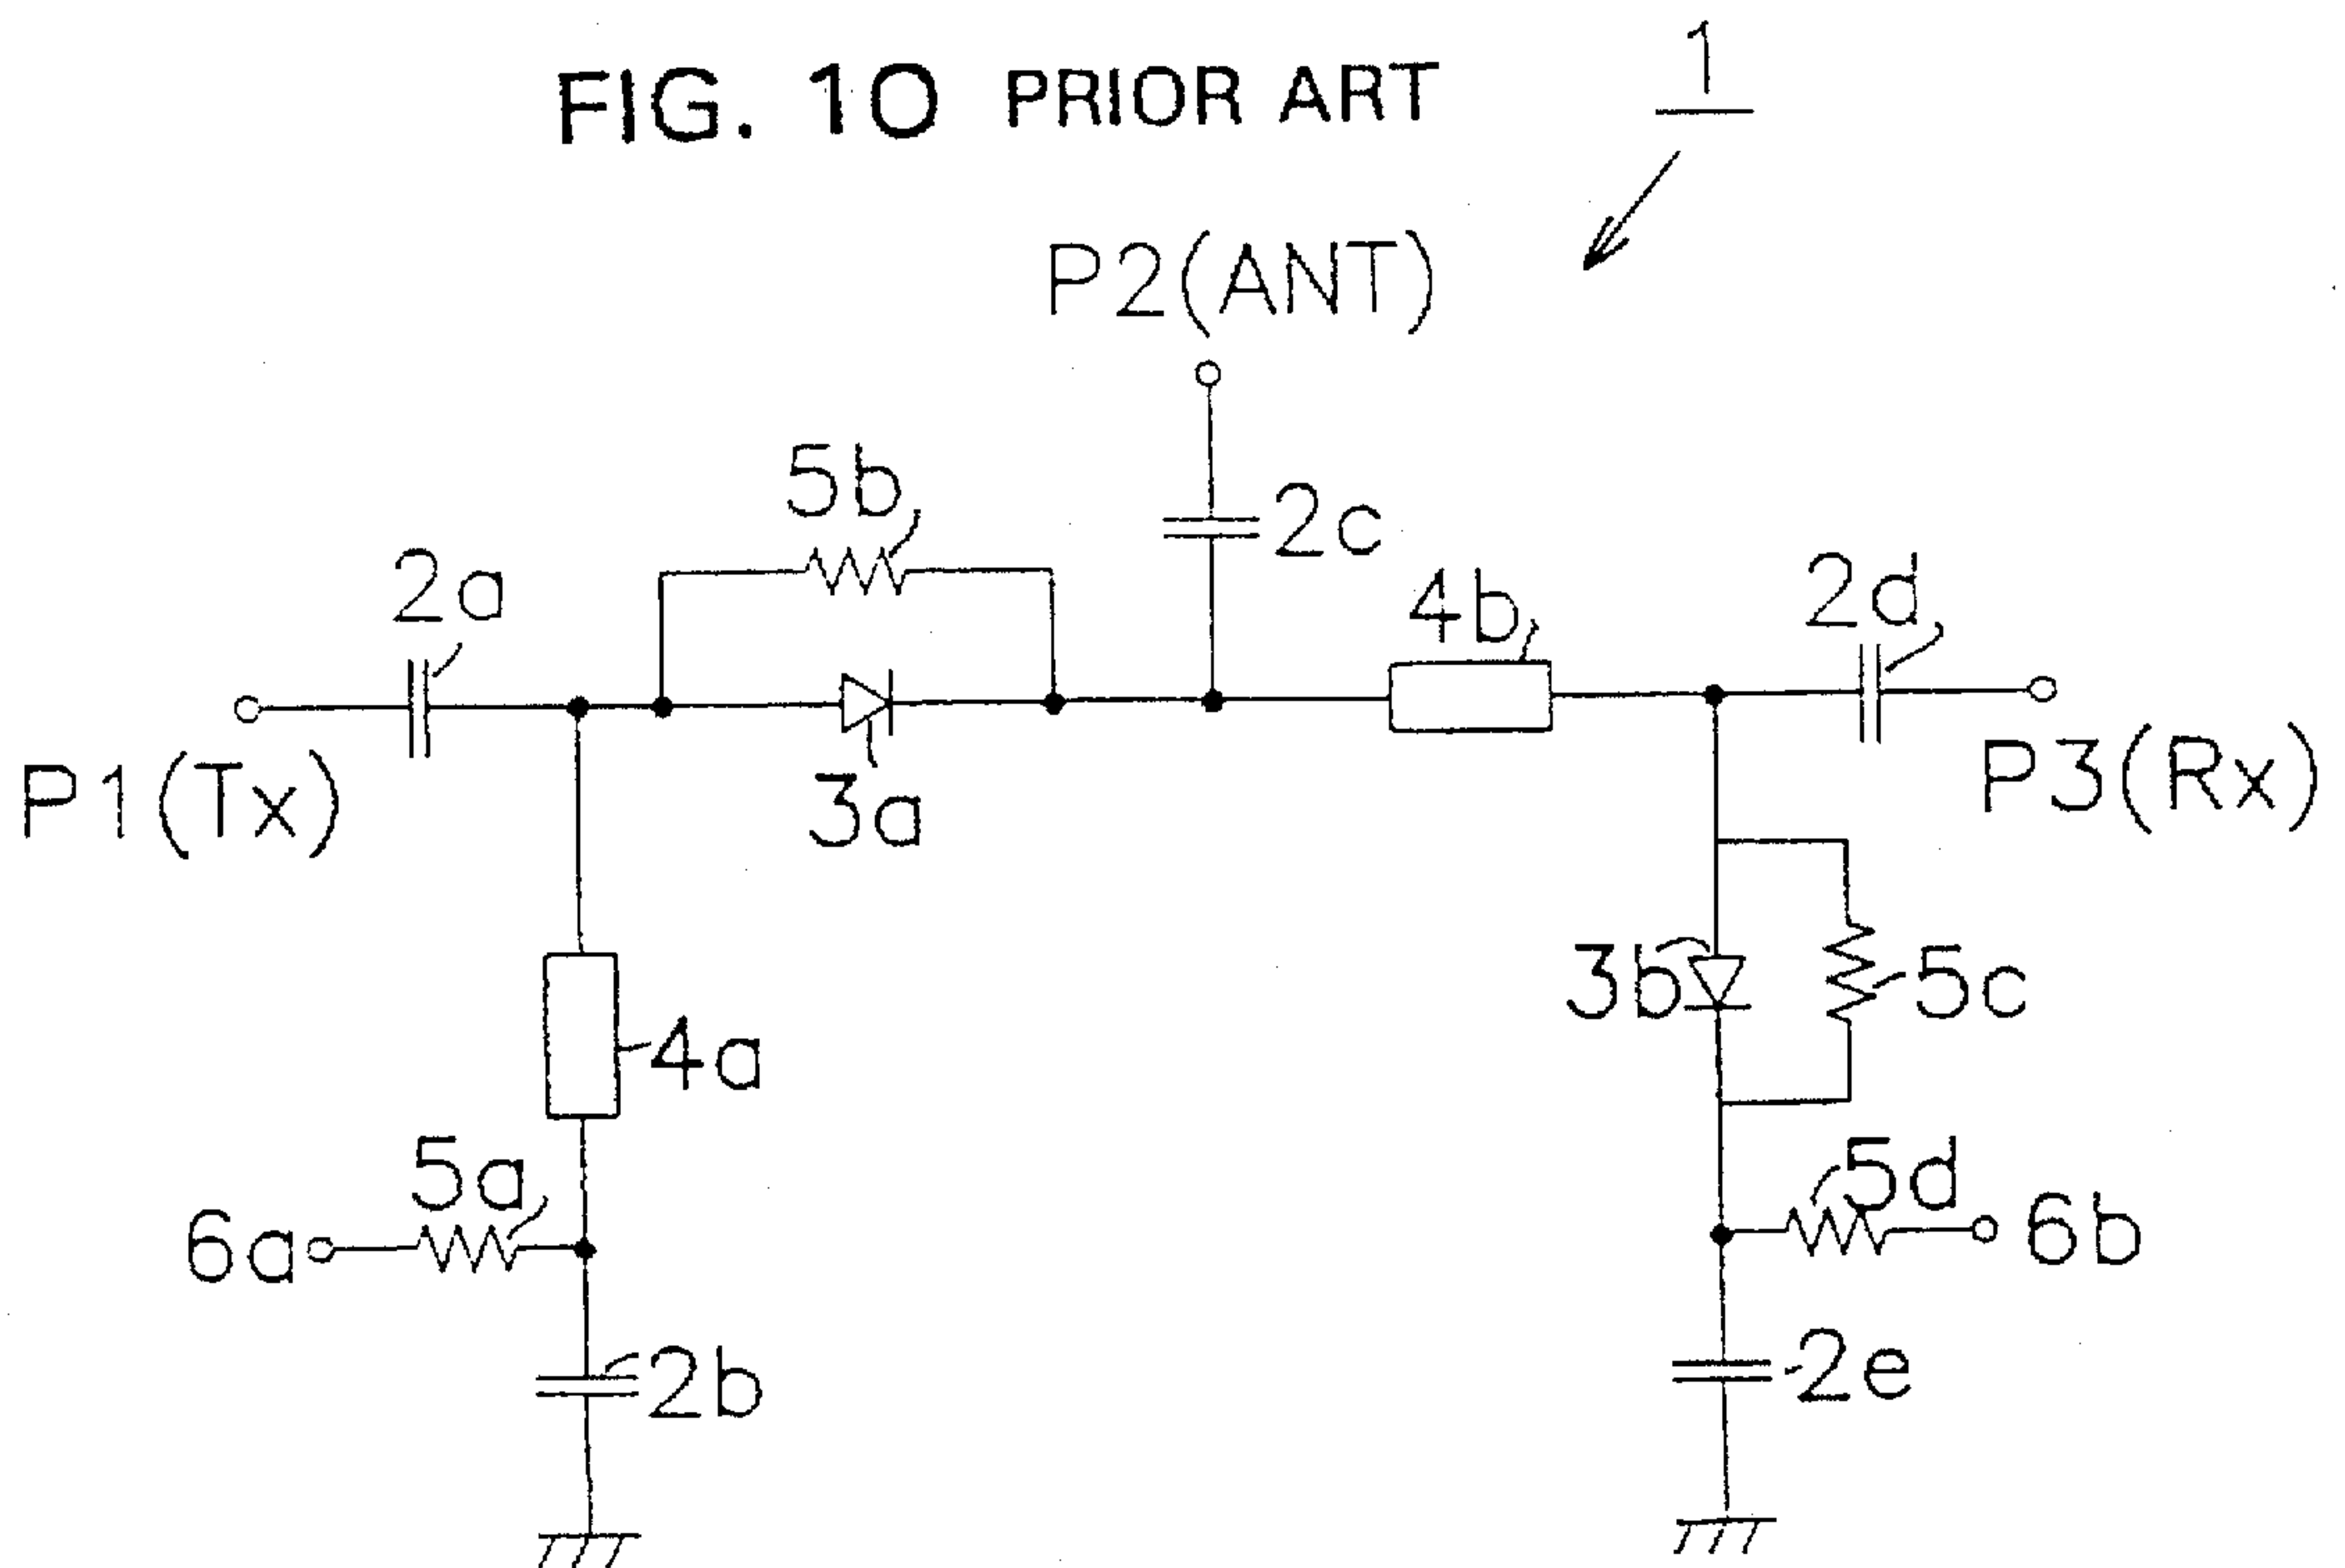 FIG. 10 PRIOR ART
1
P2(ANT)
5b
2c
2a
4b
2d
P1(Tx)
3a
P3(Rx)
3b
5c
4a
5a
5d
6a
6b
2b
2e